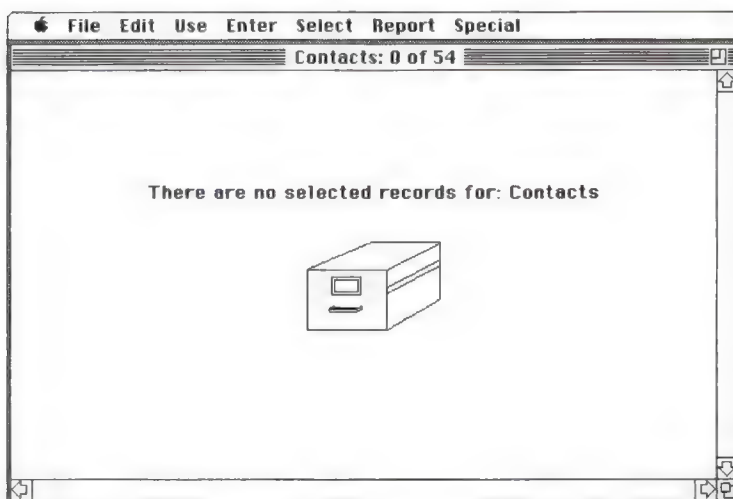 File Edit Use Enter Select Report Special
Contacts: 0 of 54
There are no selected records for: Contacts